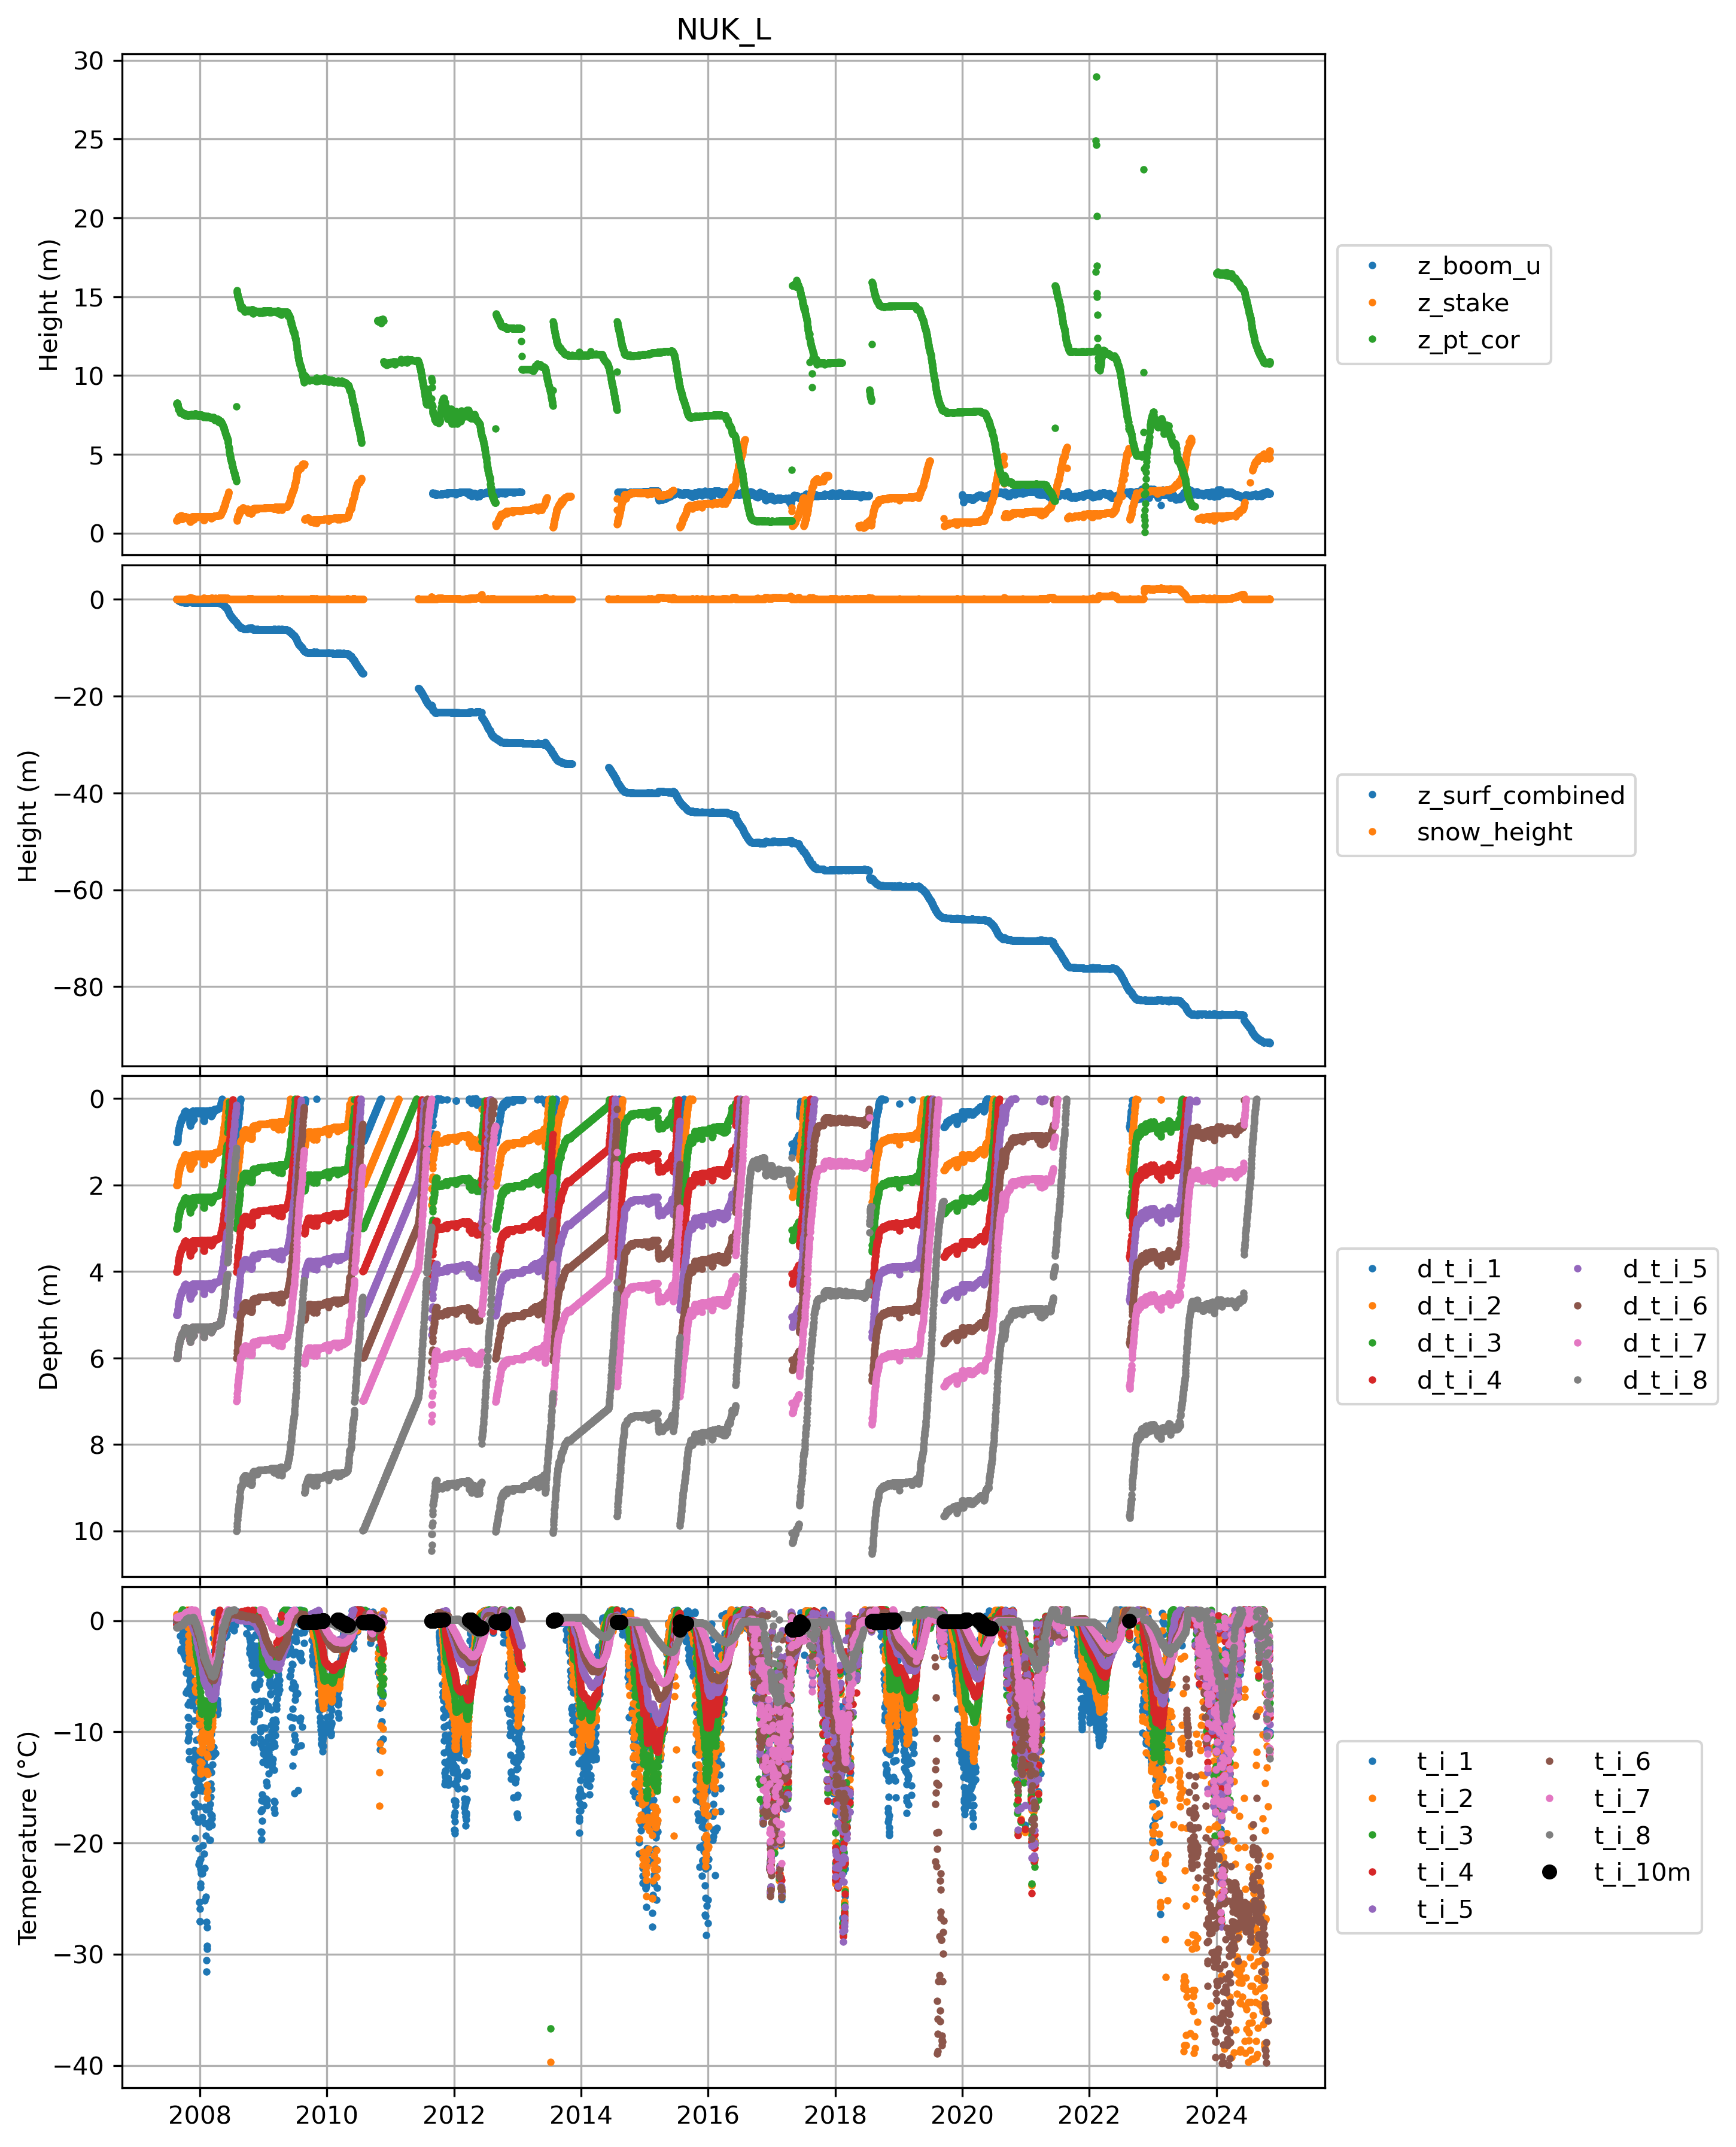 NUK_L
30
25
20
15
10
5
0
Height (m)
z_boom_u
z_stake
z_pt_cor
0
−20
−40
−60
−80
Height (m)
z_surf_combined
snow_height
0
2
4
6
8
10
Depth (m)
d_t_i_1
d_t_i_2
d_t_i_3
d_t_i_4
d_t_i_5
d_t_i_6
d_t_i_7
d_t_i_8
0
−10
−20
−30
−40
Temperature (°C)
t_i_1
t_i_2
t_i_3
t_i_4
t_i_5
t_i_6
t_i_7
t_i_8
t_i_10m
2008 2010 2012 2014 2016 2018 2020 2022 2024